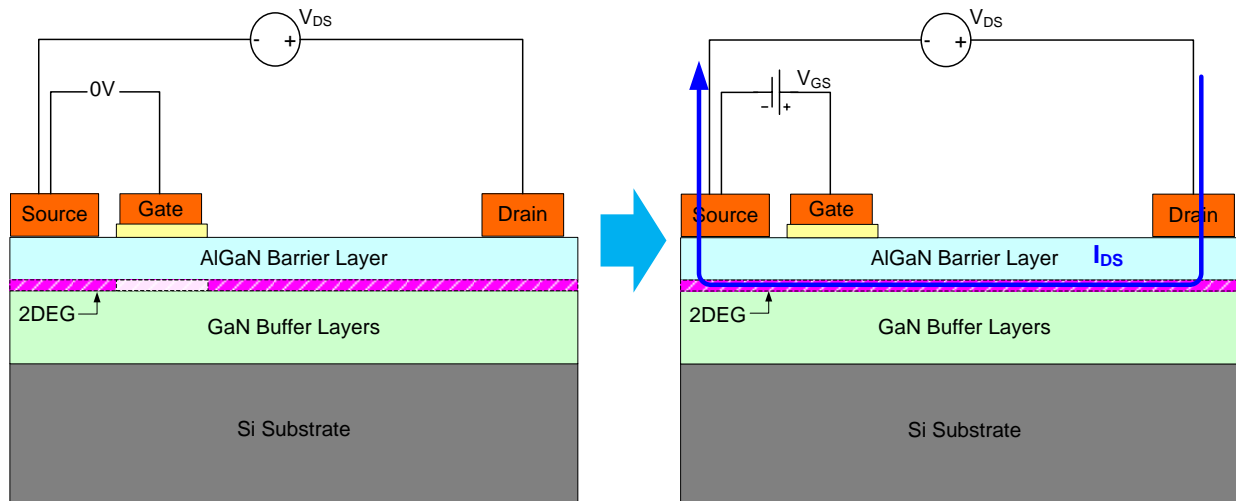 VDS
- +
0V
Source
Gate
Drain
AlGaN Barrier Layer
2DEG
GaN Buffer Layers
Si Substrate
VDS
- +
VGS
- +
Source
Gate
Drain
AlGaN Barrier Layer
IDS
2DEG
GaN Buffer Layers
Si Substrate